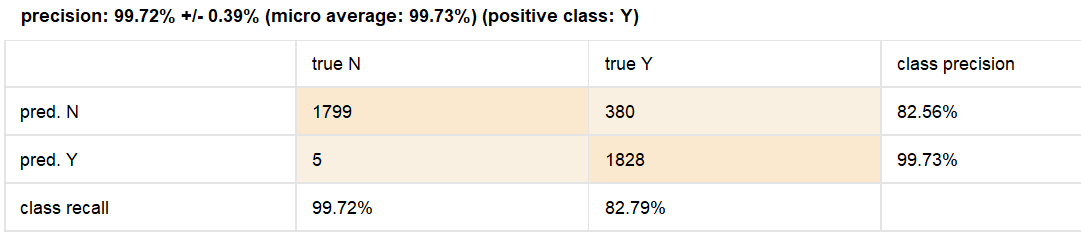 precision: 99.72% +/- 0.39% (micro average: 99.73%) (positive class: Y)
true N true Y class precision
pred. N 1799 380 82.56%
pred. Y 5 1828 99.73%
class recall 99.72% 82.79%